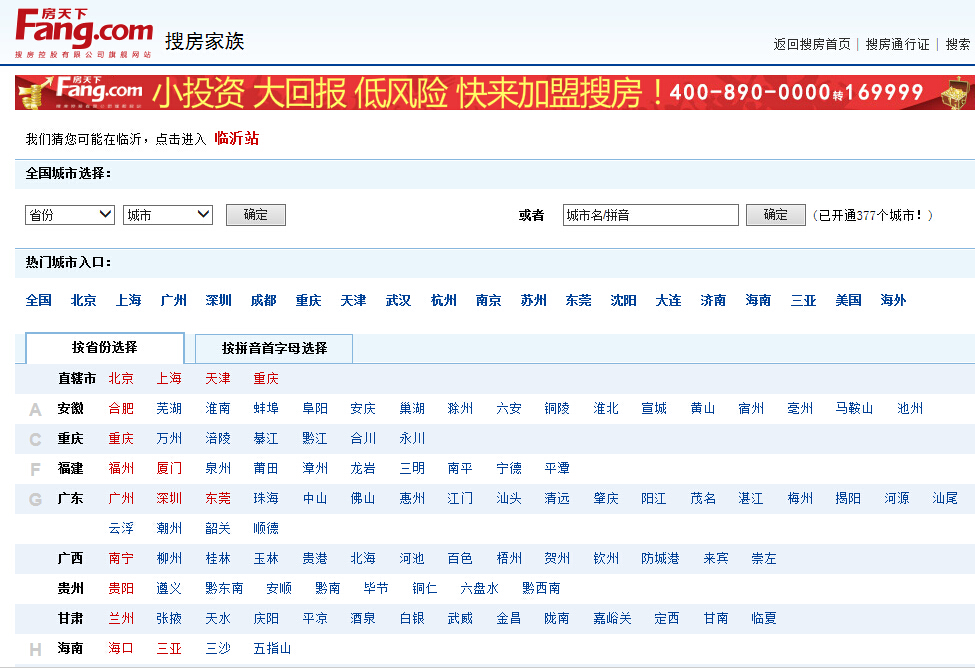 房天下
Fang.com
搜房控股有限公司旗舰网站
搜房家族
返回搜房首页 | 搜房通行证 | 搜索
房天下
Fang.com 小投资 大回报 低风险 快来加盟搜房！400-890-0000转169999
我们猜您可能在临沂，点击进入 临沂站
全国城市选择：
省份 城市 确定 或者 城市名/拼音 确定 （已开通377个城市！）
热门城市入口：
全国 北京 上海 广州 深圳 成都 重庆 天津 武汉 杭州 南京 苏州 东莞 沈阳 大连 济南 海南 三亚 美国 海外
按省份选择 按拼音首字母选择
直辖市 北京 上海 天津 重庆
A 安徽 合肥 芜湖 淮南 蚌埠 阜阳 安庆 巢湖 滁州 六安 铜陵 淮北 宣城 黄山 宿州 亳州 马鞍山 池州
C 重庆 重庆 万州 涪陵 綦江 黔江 合川 永川
F 福建 福州 厦门 泉州 莆田 漳州 龙岩 三明 南平 宁德 平潭
G 广东 广州 深圳 东莞 珠海 中山 佛山 惠州 江门 汕头 清远 肇庆 阳江 茂名 湛江 梅州 揭阳 河源 汕尾
云浮 潮州 韶关 顺德
广西 南宁 柳州 桂林 玉林 贵港 北海 河池 百色 梧州 贺州 钦州 防城港 来宾 崇左
贵州 贵阳 遵义 黔东南 安顺 黔南 毕节 铜仁 六盘水 黔西南
甘肃 兰州 张掖 天水 庆阳 平凉 酒泉 白银 武威 金昌 陇南 嘉峪关 定西 甘南 临夏
H 海南 海口 三亚 三沙 五指山